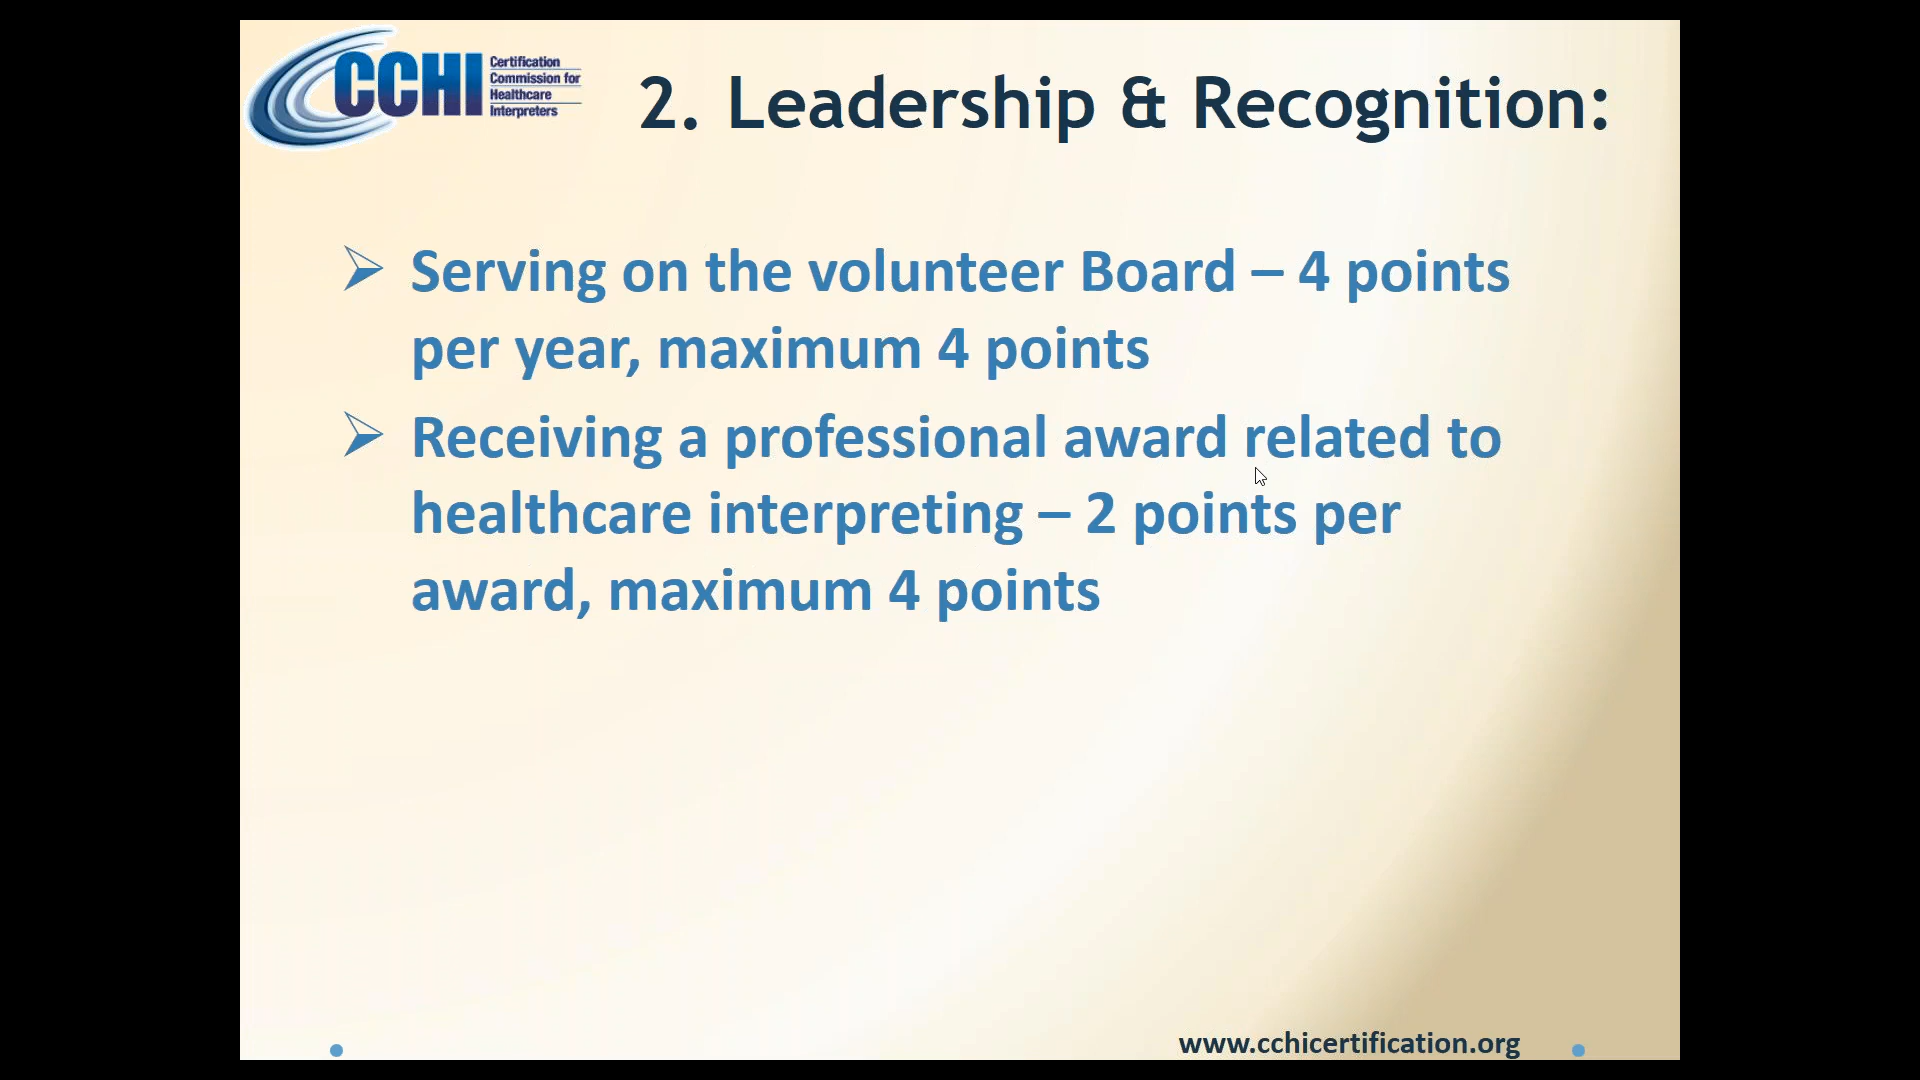 CCHI
Certification
Commission for
Healthcare
Interpreters
2. Leadership & Recognition:
Serving on the volunteer Board – 4 points
per year, maximum 4 points
Receiving a professional award related to
healthcare interpreting – 2 points per
award, maximum 4 points
www.cchicertification.org